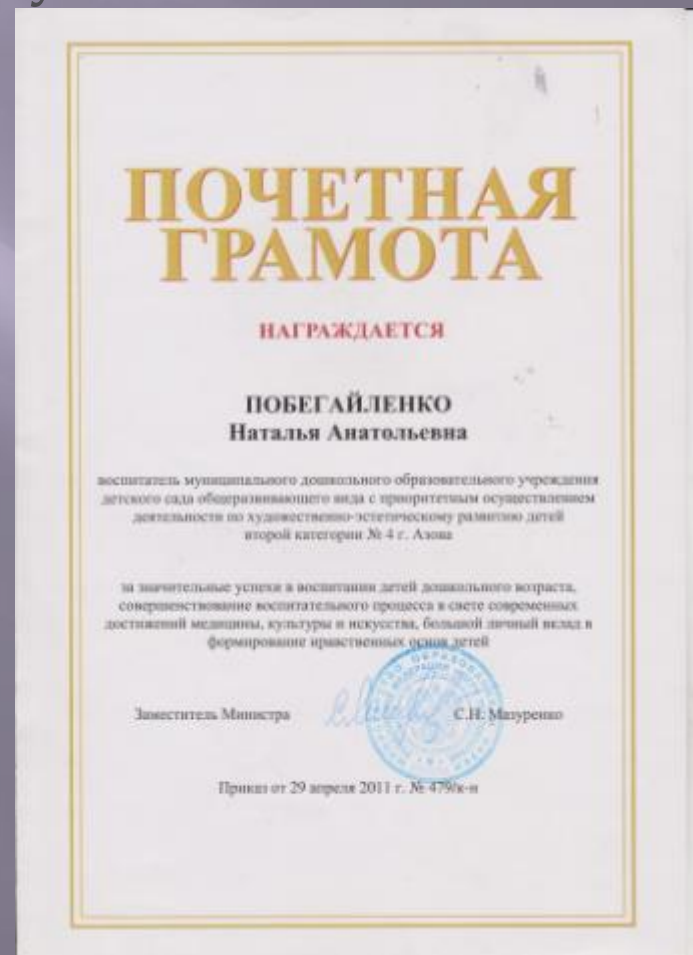 ПОЧЕТНАЯ
ГРАМОТА
НАГРАЖДАЕТСЯ
ПОБЕГАЙЛЕНКО
Наталья Анатольевна
воспитатель муниципального дошкольного образовательного учреждения
детского сада общеразвивающего вида с приоритетным осуществлением
деятельности по художественно-эстетическому развитию детей
второй категории № 4 г. Азова
за значительные успехи в воспитании детей дошкольного возраста,
совершенствование воспитательного процесса в свете современных
достижений медицины, культуры и искусства, большой личный вклад в
формирование нравственных основ детей
Заместитель Министра С.Н. Мазуренко
Приказ от 29 апреля 2011 г. № 479/к-н